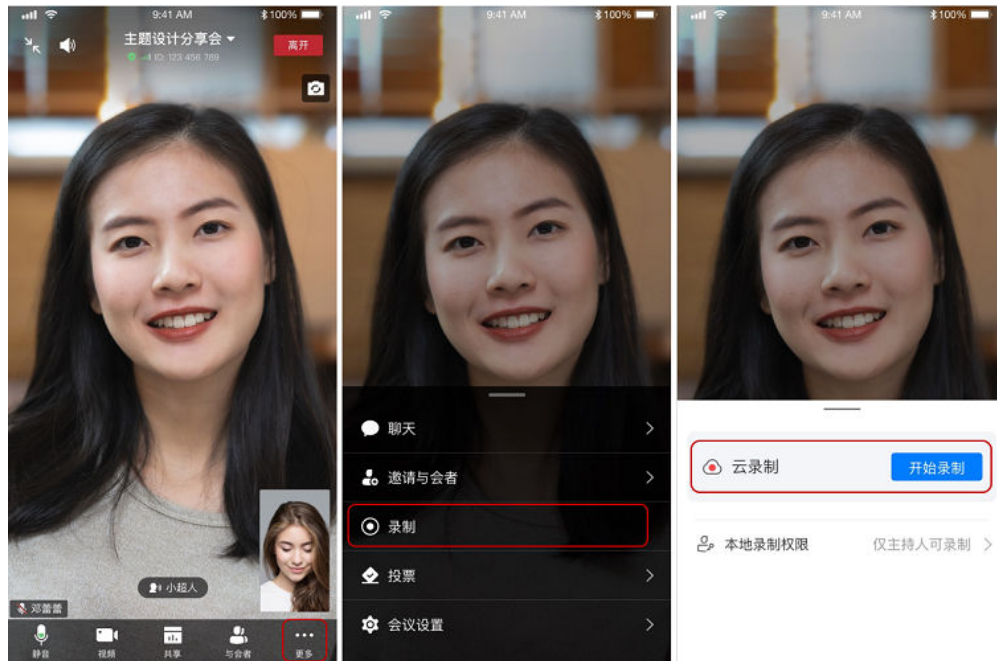 9:41 AM
100%
主题设计分享会
离开
ID: 123 456 789
小超人
邓蕾蕾
静音
视频
共享
与会者
更多
9:41 AM
100%
聊天
邀请与会者
录制
投票
会议设置
9:41 AM
100%
云录制
开始录制
本地录制权限
仅主持人可录制